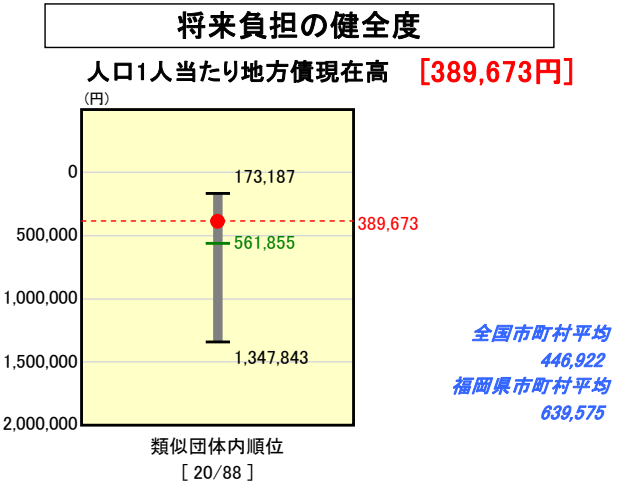 将来負担の健全度
人口1人当たり地方債現在高 [389,673円]
(円)
0
173,187
389,673
500,000
561,855
1,000,000
1,347,843
1,500,000
2,000,000
全国市町村平均
446,922
福岡県市町村平均
639,575
類似団体内順位
[ 20/88 ]